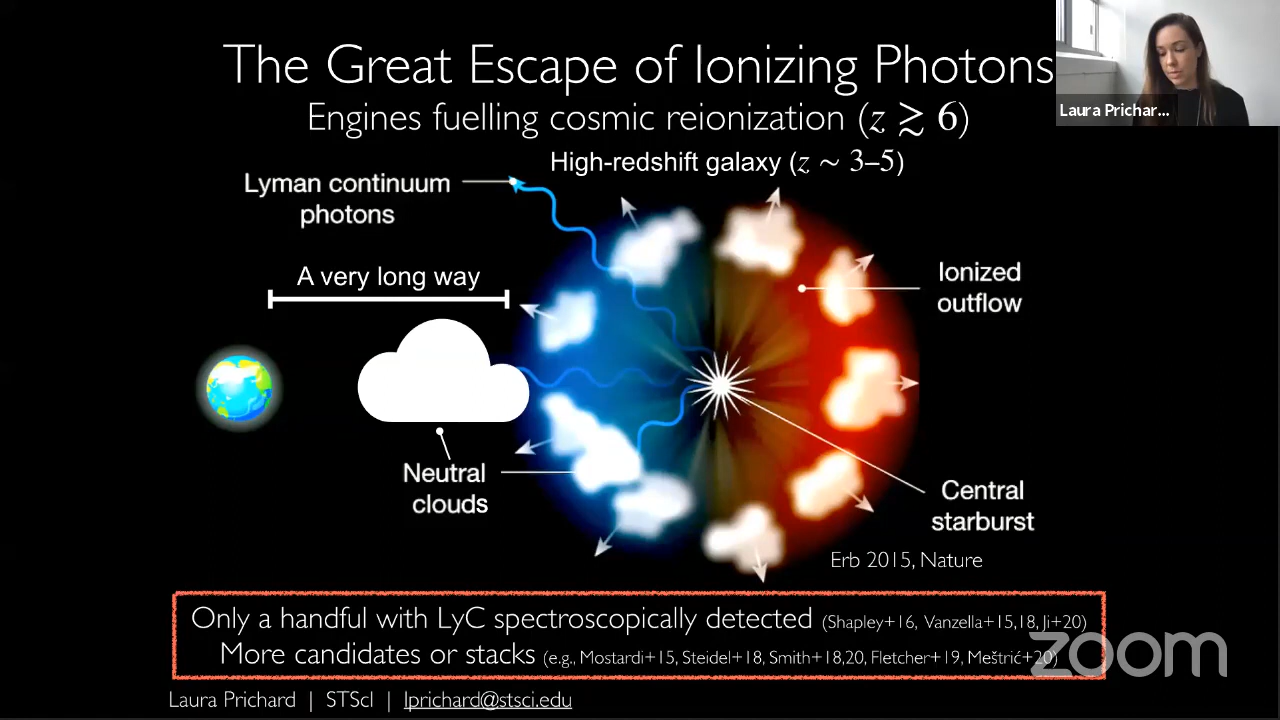 The Great Escape of Ionizing Photons
Laura Prichar...
Engines fuelling cosmic reionization (z ≳ 6)
High-redshift galaxy (z ~ 3–5)
Lyman continuum
photons
A very long way
Ionized
outflow
Neutral
clouds
Central
starburst
Erb 2015, Nature
Only a handful with LyC spectroscopically detected (Shapley+16, Vanzella+15,18, Ji+20)
More candidates or stacks (e.g., Mostardi+15, Steidel+18, Smith+18,20, Fletcher+19, Meštrić+20)
zoom
Laura Prichard | STScI | lprichard@stsci.edu